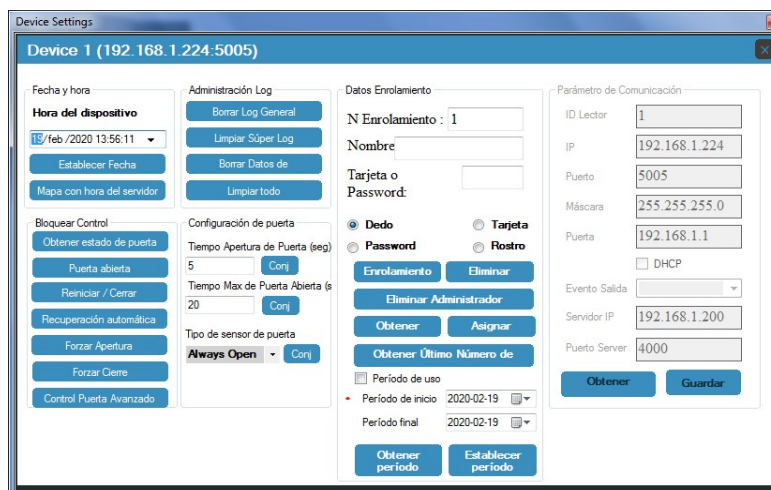 Device Settings
Device 1 (192.168.1.224:5005)
Fecha y hora
Hora del dispositivo
19/feb /2020 13:56:11
Establecer Fecha
Mapa con hora del servidor
Bloquear Control
Obtener estado de puerta
Puerta abierta
Reiniciar / Cerrar
Recuperación automática
Forzar Apertura
Forzar Cierre
Control Puerta Avanzado
Administración Log
Borrar Log General
Limpiar Súper Log
Borrar Datos de
Limpiar todo
Configuración de puerta
Tiempo Apertura de Puerta (seg)
5 Conj
Tiempo Max de Puerta Abierta (s
20 Conj
Tipo de sensor de puerta
Always Open Conj
Datos Enrolamiento
N Enrolamiento : 1
Nombre
Tarjeta o
Password:
Dedo Tarjeta
Password Rostro
Enrolamiento Eliminar
Eliminar Administrador
Obtener Asignar
Obtener Último Número de
Período de uso
Período de inicio 2020-02-19
Período final 2020-02-19
Obtener período
Establecer período
Parámetro de Comunicación
ID Lector 1
IP 192.168.1.224
Puerto 5005
Máscara 255.255.255.0
Puerta 192.168.1.1
DHCP
Evento Salida
Servidor IP 192.168.1.200
Puerto Server 4000
Obtener Guardar